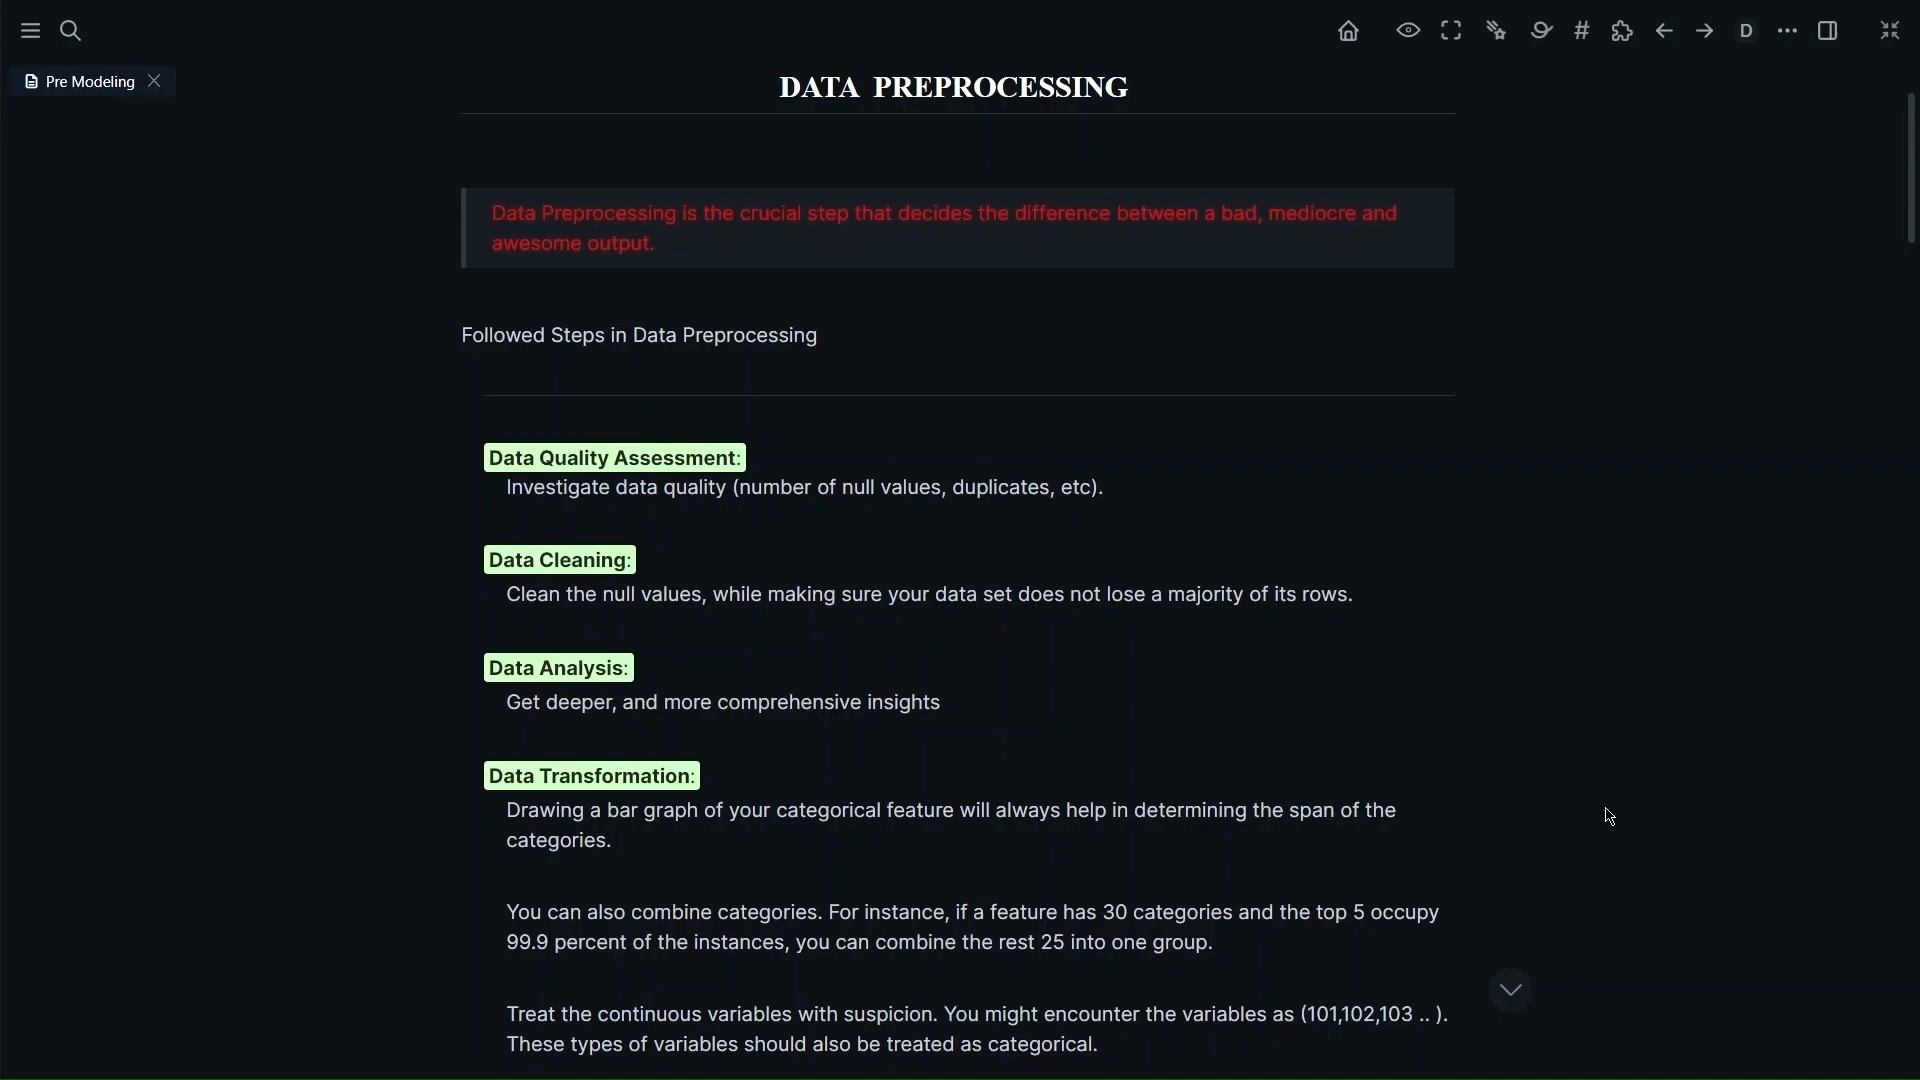 D
Pre Modeling
DATA PREPROCESSING
Data Preprocessing is the crucial step that decides the difference between a bad, mediocre and
awesome output.
Followed Steps in Data Preprocessing
Data Quality Assessment:
Investigate data quality (number of null values, duplicates, etc).
Data Cleaning:
Clean the null values, while making sure your data set does not lose a majority of its rows.
Data Analysis:
Get deeper, and more comprehensive insights
Data Transformation:
Drawing a bar graph of your categorical feature will always help in determining the span of the
categories.
You can also combine categories. For instance, if a feature has 30 categories and the top 5 occupy
99.9 percent of the instances, you can combine the rest 25 into one group.
Treat the continuous variables with suspicion. You might encounter the variables as (101,102,103 .. ).
These types of variables should also be treated as categorical.